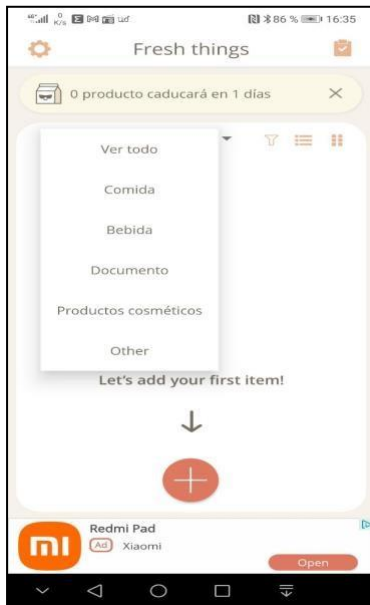 0
K/s
86 % 16:35
Fresh things
0 producto caducará en 1 días
Ver todo
Comida
Bebida
Documento
Productos cosméticos
Other
Let's add your first item!
Redmi Pad
Ad Xiaomi
Open